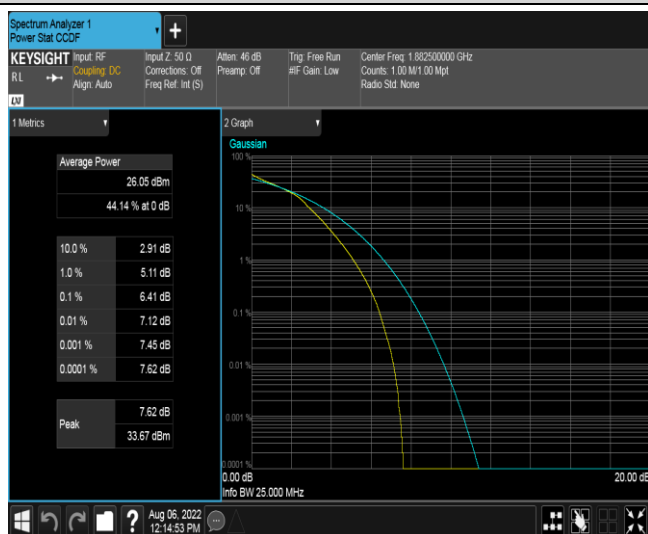 Spectrum Analyzer 1
Power Stat CCDF
+
KEYSIGHT
RL
LXI
Input: RF
Coupling: DC
Align: Auto
Input Z: 50 Ω
Corrections: Off
Freq Ref: Int (S)
Atten: 46 dB
Preamp: Off
Trig: Free Run
#IF Gain: Low
Center Freq: 1.882500000 GHz
Counts: 1.00 M/1.00 Mpt
Radio Std: None
1 Metrics
Average Power
26.05 dBm
44.14 % at 0 dB
10.0 % 2.91 dB
1.0 % 5.11 dB
0.1 % 6.41 dB
0.01 % 7.12 dB
0.001 % 7.45 dB
0.0001 % 7.62 dB
Peak
7.62 dB
33.67 dBm
2 Graph
Gaussian
100 %
10 %
1 %
0.1 %
0.01 %
0.001 %
0.0001 %
0.00 dB
20.00 dB
Info BW 25.000 MHz
?
Aug 06, 2022
12:14:53 PM